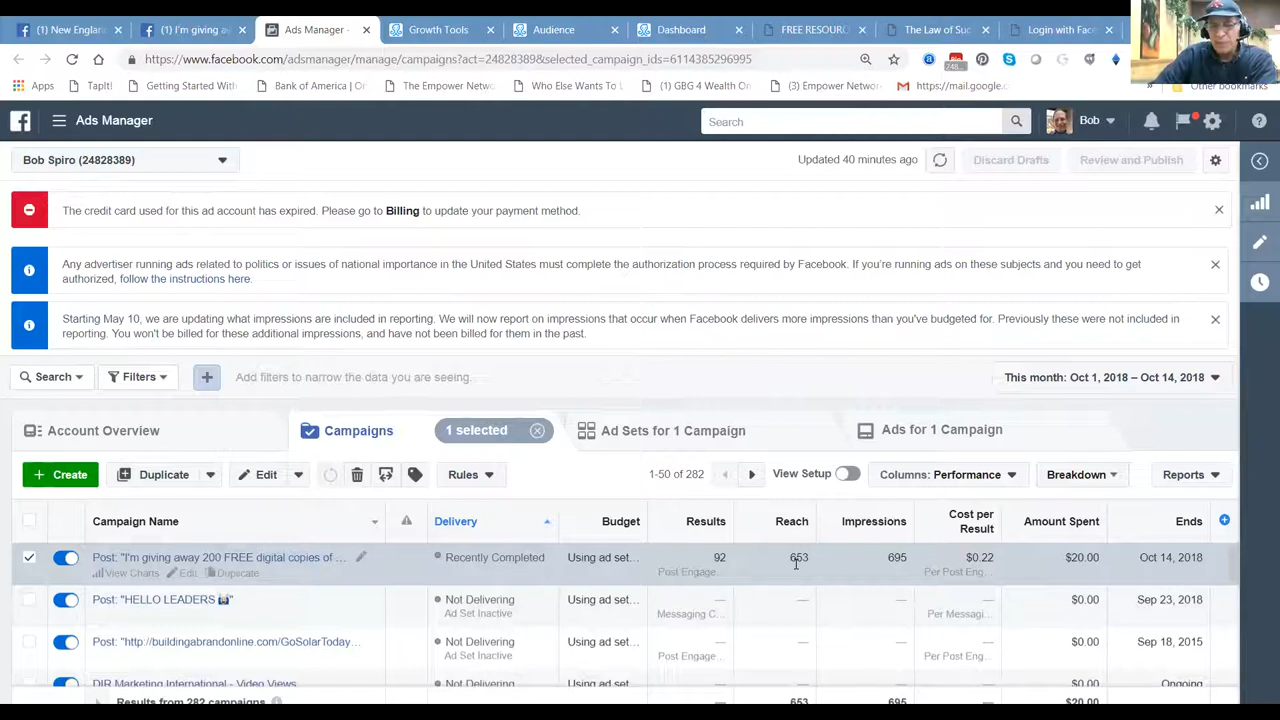 (1) New England
(1) I'm giving a
Ads Manager -
Growth Tools
Audience
Dashboard
FREE RESOURC
The Law of Suc
Login with Face
https://www.facebook.com/adsmanager/manage/campaigns?act=24828389&selected_campaign_ids=6114385296995
248...
Apps
TapIt!
Getting Started With
Bank of America | On
The Empower Netw
Who Else Wants To L
(1) GBG 4 Wealth On
(3) Empower Netwo
https://mail.google.c
Other bookmarks
Ads Manager
Search
Bob
Bob Spiro (24828389)
Updated 40 minutes ago
Discard Drafts
Review and Publish
The credit card used for this ad account has expired. Please go to Billing to update your payment method.
Any advertiser running ads related to politics or issues of national importance in the United States must complete the authorization process required by Facebook. If you're running ads on these subjects and you need to get
authorized, follow the instructions here.
Starting May 10, we are updating what impressions are included in reporting. We will now report on impressions that occur when Facebook delivers more impressions than you've budgeted for. Previously these were not included in
reporting. You won't be billed for these additional impressions, and have not been billed for them in the past.
Search
Filters
Add filters to narrow the data you are seeing.
This month: Oct 1, 2018 – Oct 14, 2018
Account Overview
Campaigns
1 selected
Ad Sets for 1 Campaign
Ads for 1 Campaign
+ Create
Duplicate
Edit
Rules
1-50 of 282
View Setup
Columns: Performance
Breakdown
Reports
Campaign Name
Delivery
Budget
Results
Reach
Impressions
Cost per
Result
Amount Spent
Ends
Post: "I'm giving away 200 FREE digital copies of ...
Recently Completed
Using ad set...
92
653
695
$0.22
$20.00
Oct 14, 2018
View Charts
Edit
Duplicate
Post Engage...
Per Post Eng...
Post: "HELLO LEADERS "
Not Delivering
Using ad set...
—
—
—
—
$0.00
Sep 23, 2018
Ad Set Inactive
Messaging C...
Per Messagi...
Post: "http://buildingabrandonline.com/GoSolarToday...
Not Delivering
Using ad set...
—
—
—
—
$0.00
Sep 18, 2015
Ad Set Inactive
Post Engage...
Per Post Eng...
DIR Marketing International - Video Views
Not Delivering
Using ad set...
—
—
—
—
$0.00
Ongoing
Results from 282 campaigns
653
695
$20.00